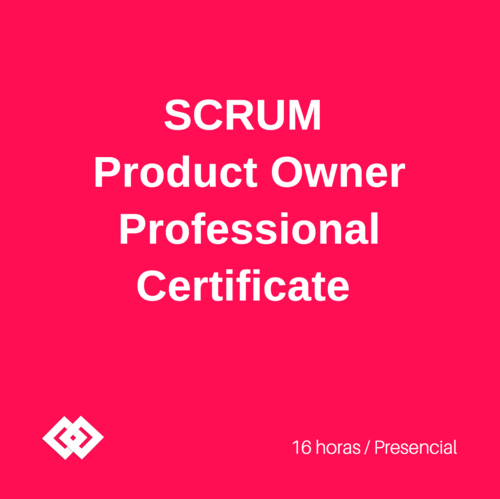 SCRUM
Product Owner
Professional
Certificate
16 horas / Presencial